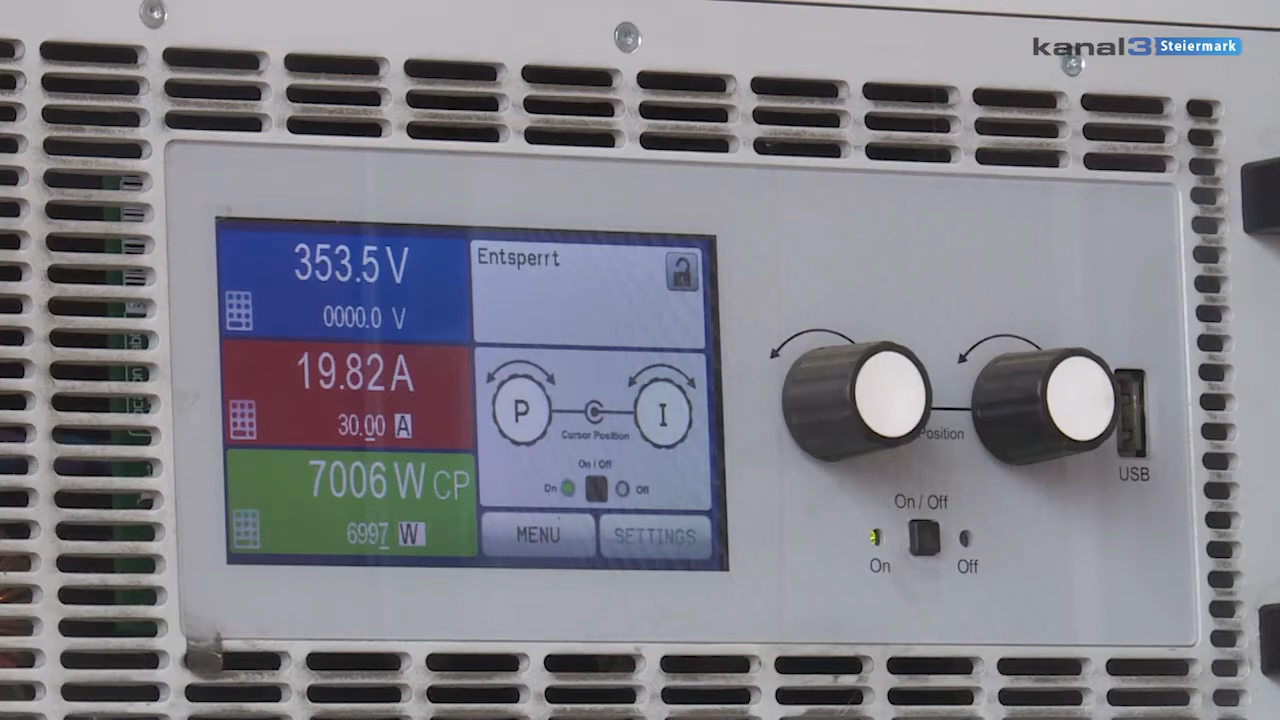 kanal3 Steiermark
353.5 V
0000.0 V
19.82 A
30.00 A
7006 W CP
6997 W
Entsperrt
P
I
Cursor Position
On / Off
On
Off
MENU
SETTINGS
Position
USB
On / Off
On
Off